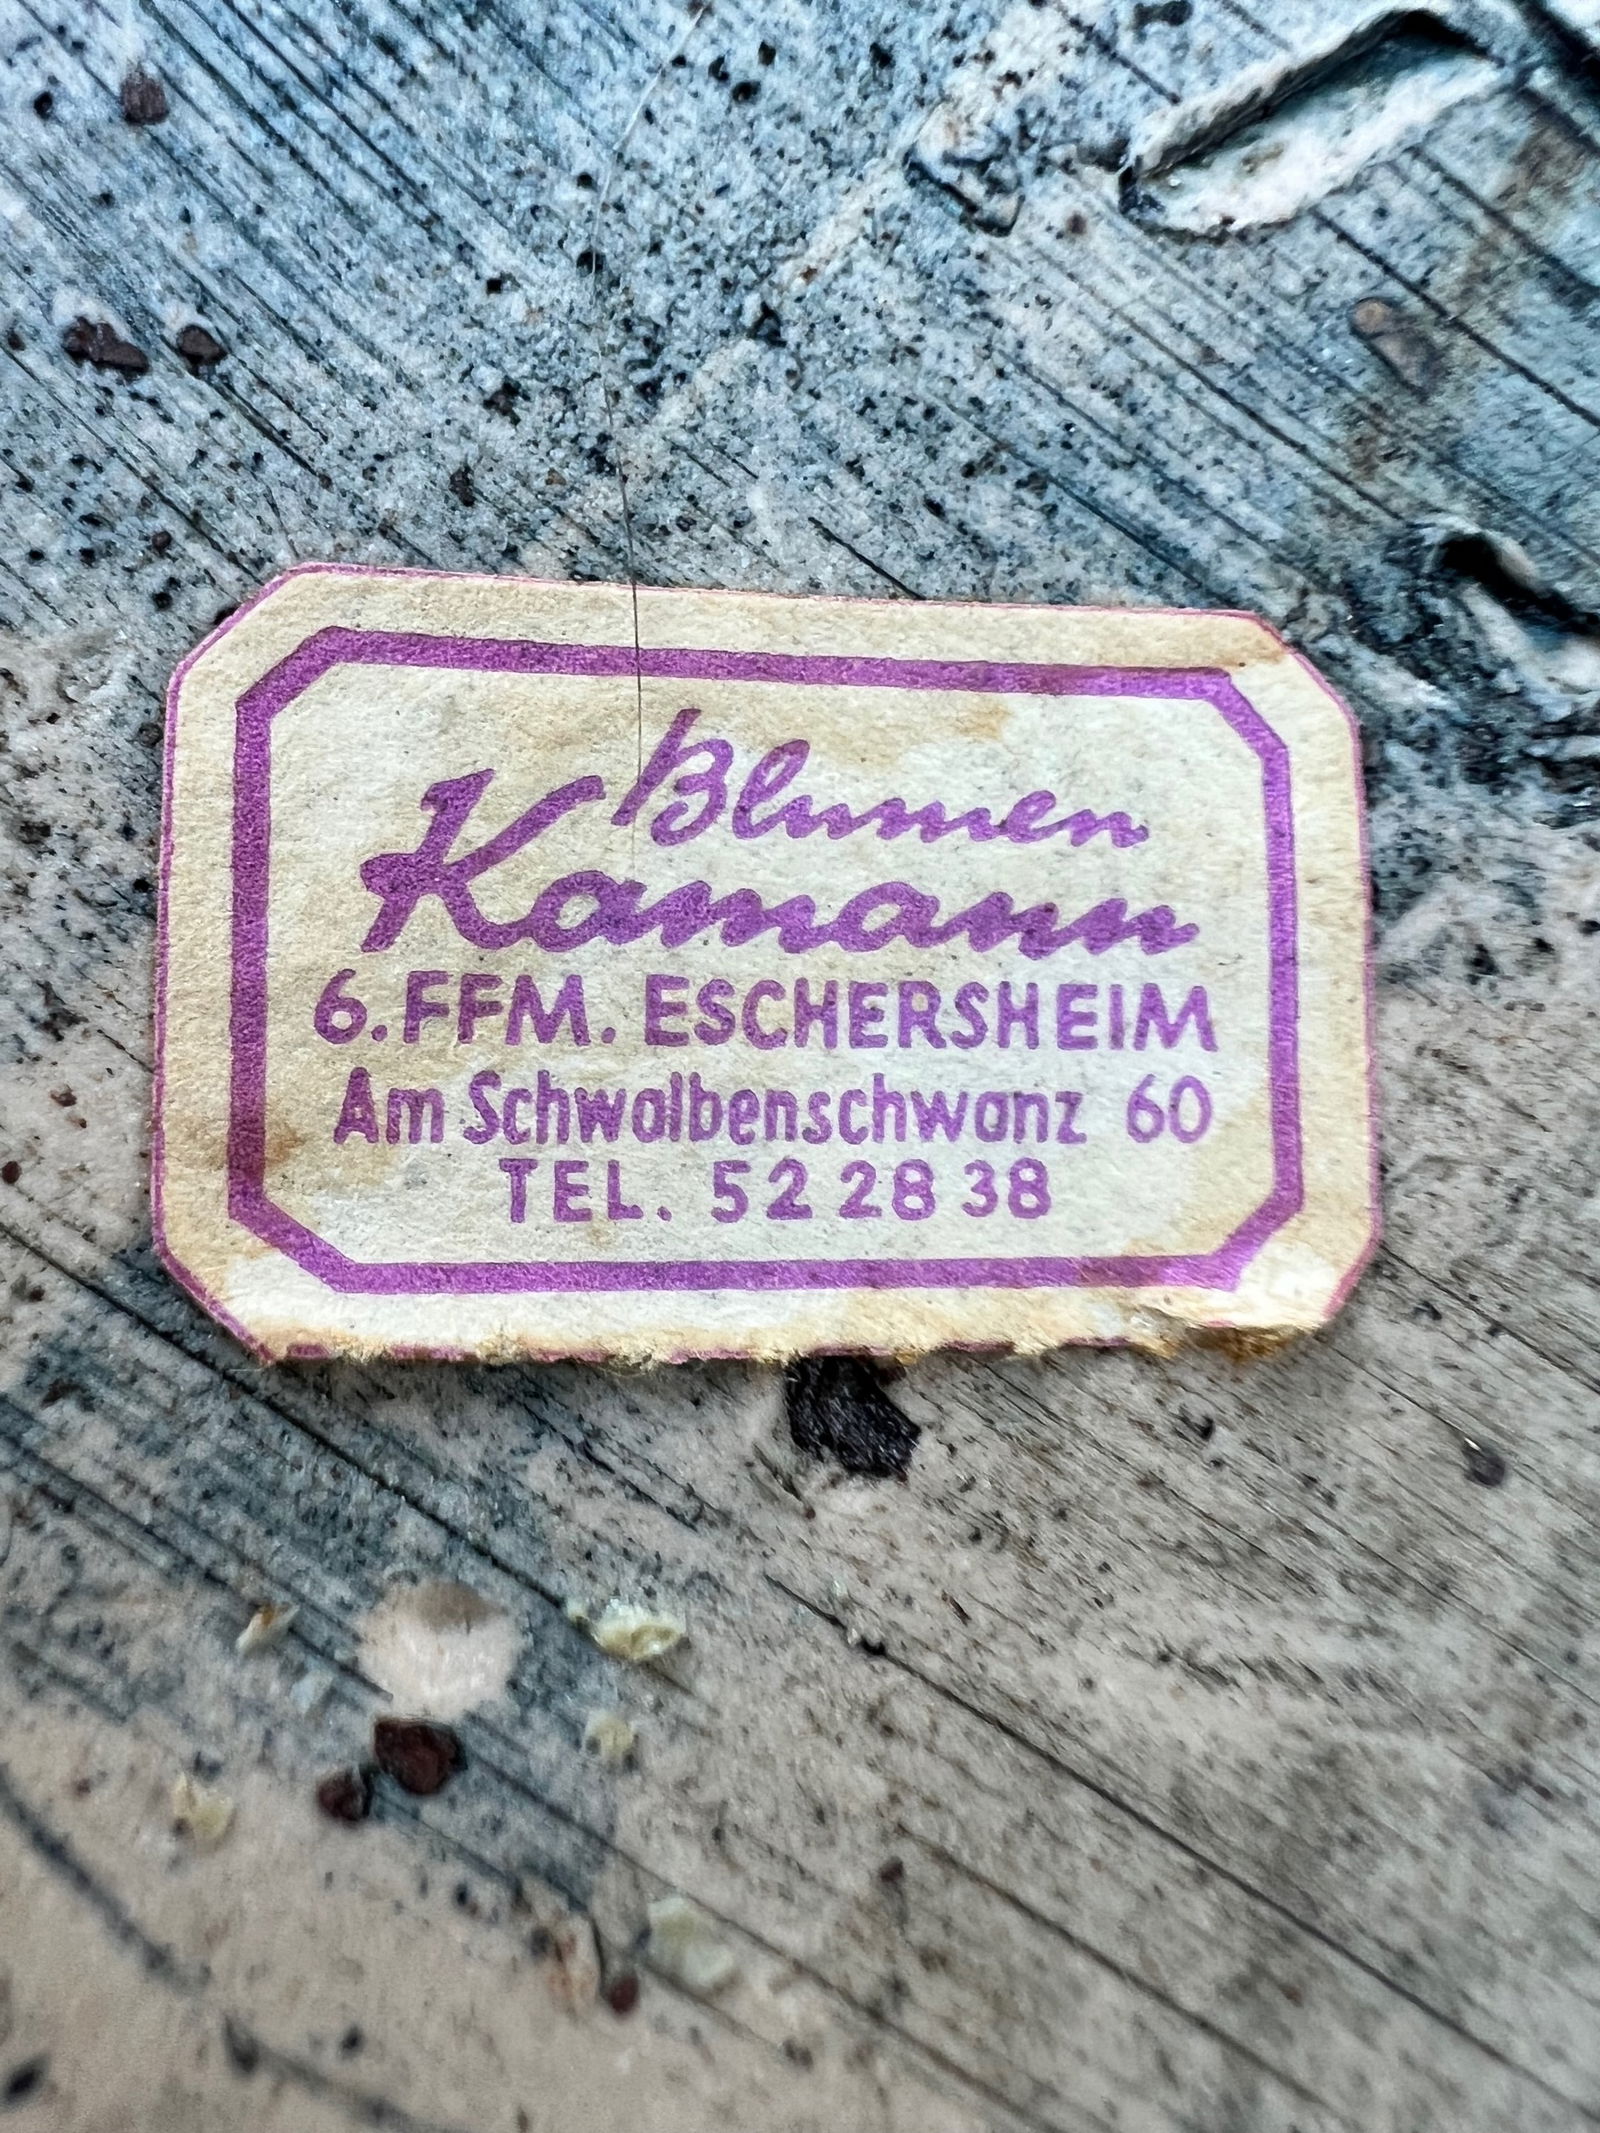 Blumen
Kamann
6. FFM. ESCHERSHEIM
Am Schwalbenschwanz 60
TEL. 52 28 38